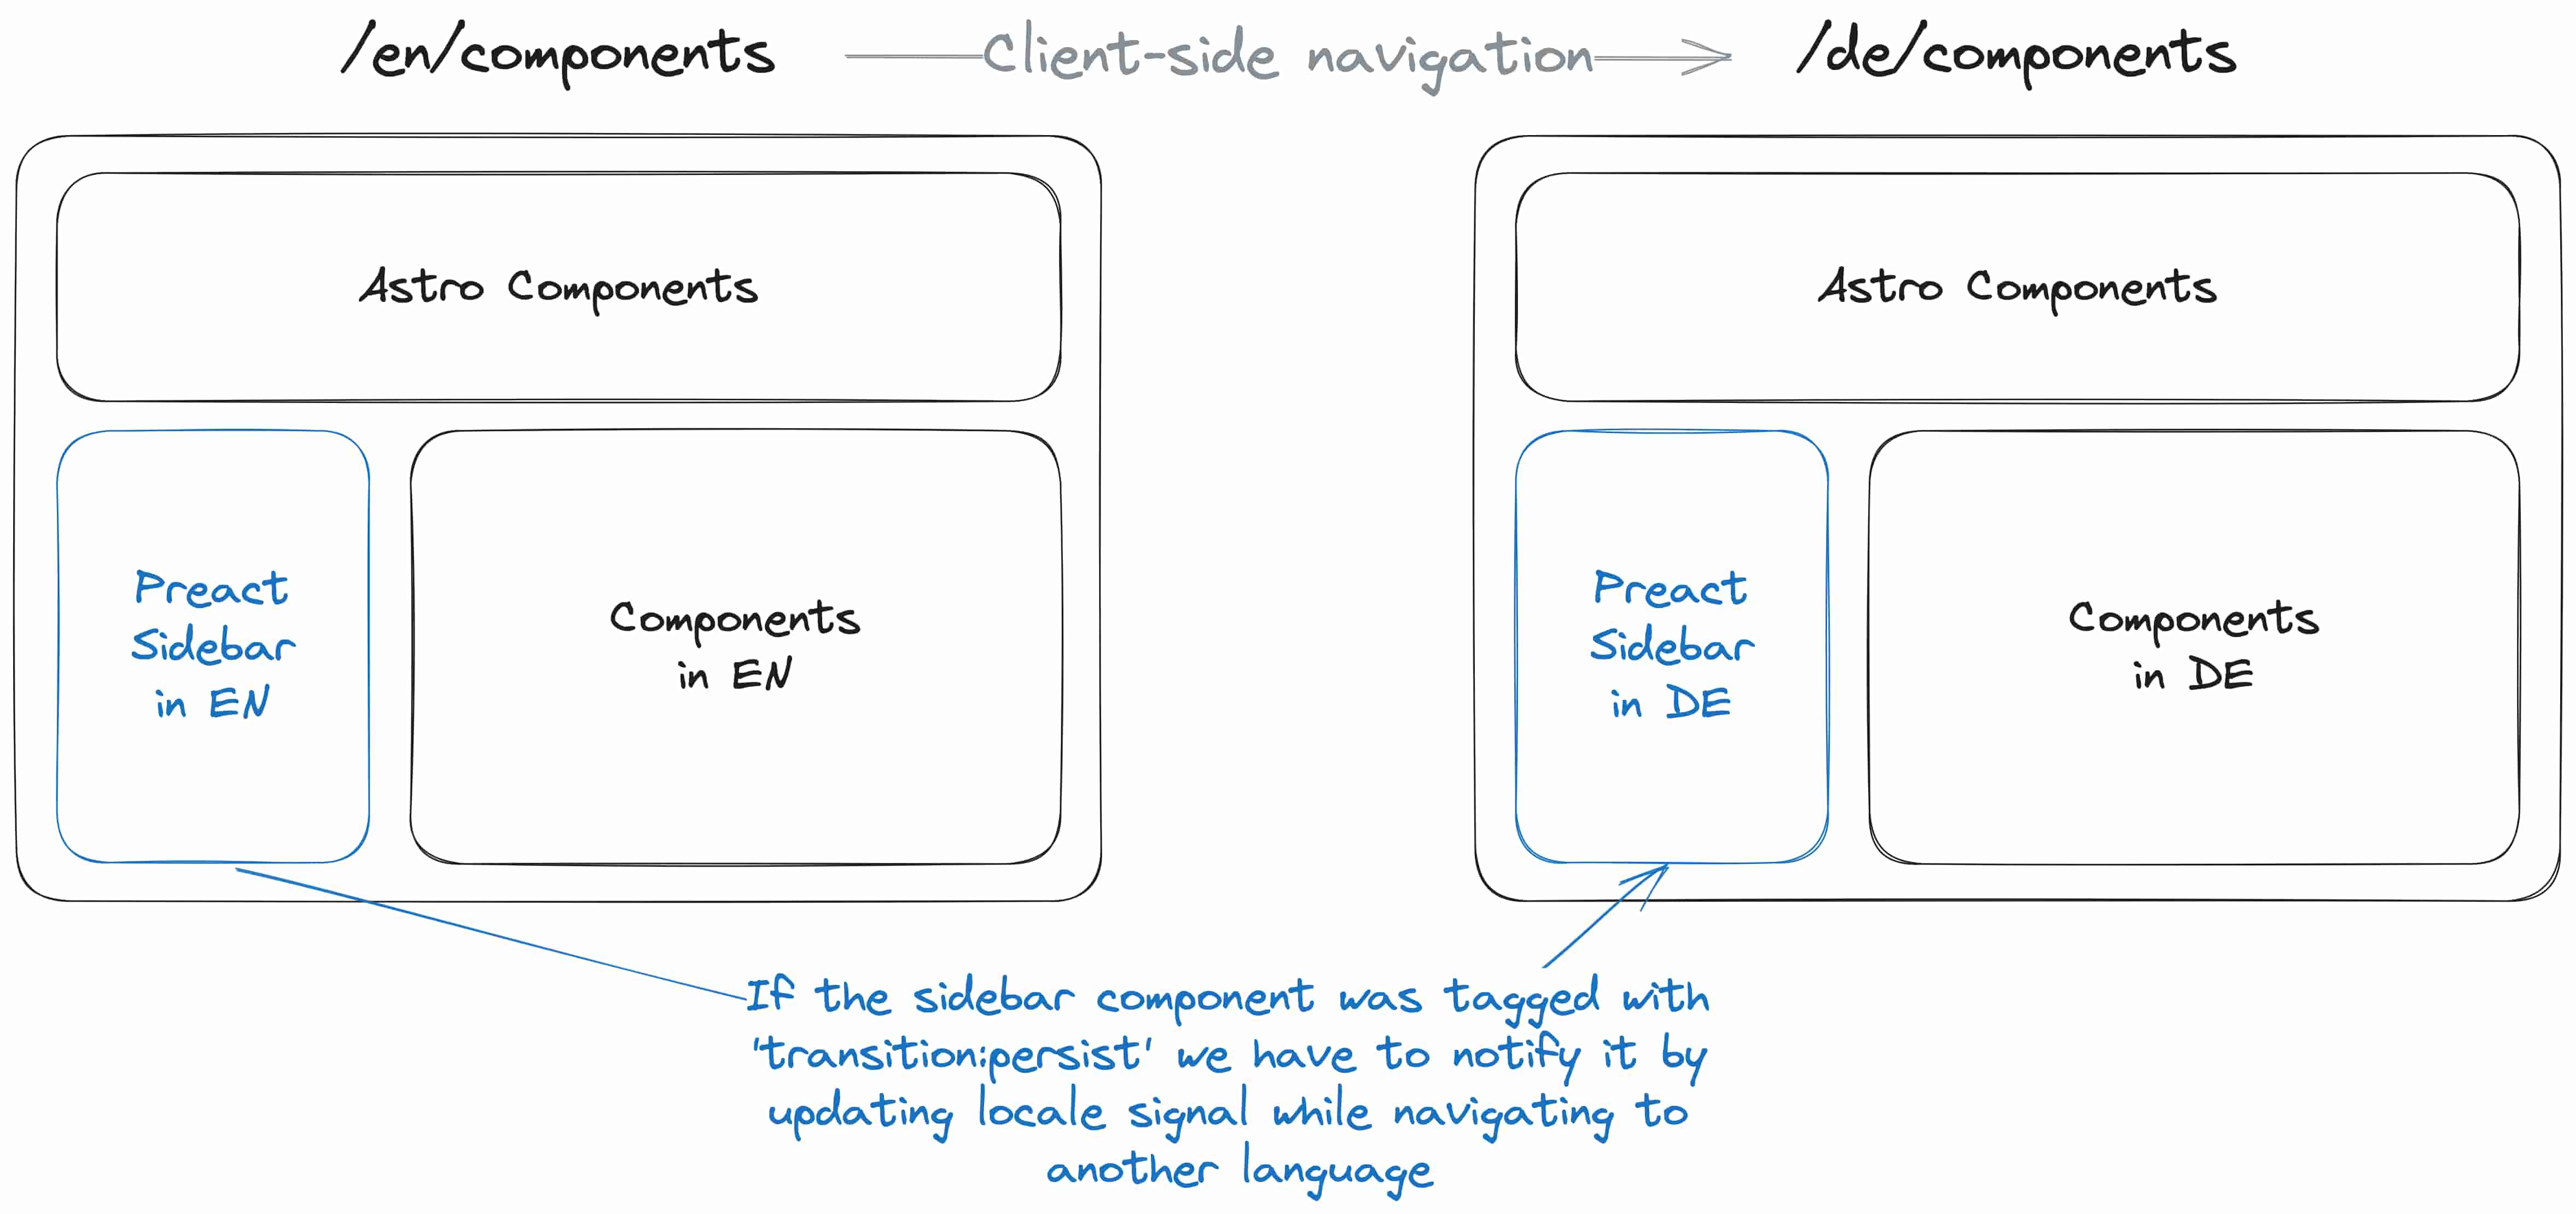 /en/components
Client-side navigation
/de/components
Astro Components
Astro Components
Preact
Sidebar
in EN
Components
in EN
Preact
Sidebar
in DE
Components
in DE
If the sidebar component was tagged with
'transition:persist' we have to notify it by
updating locale signal while navigating to
another language